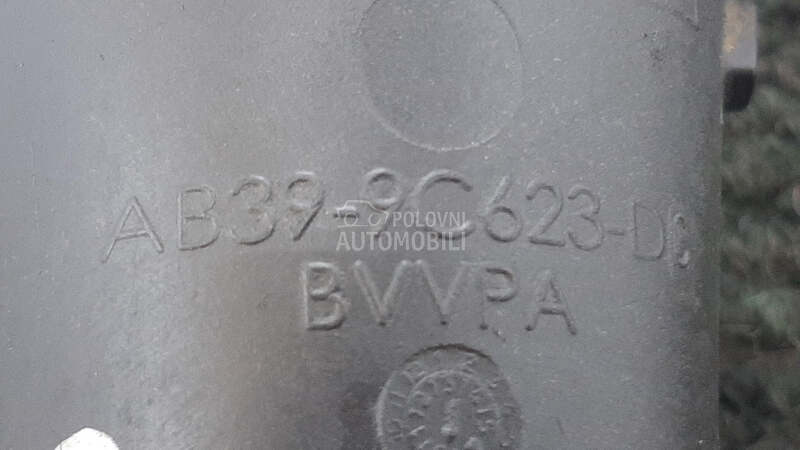 AB39-9C623-DC
POLOVNI
AUTOMOBILI
BVVPA